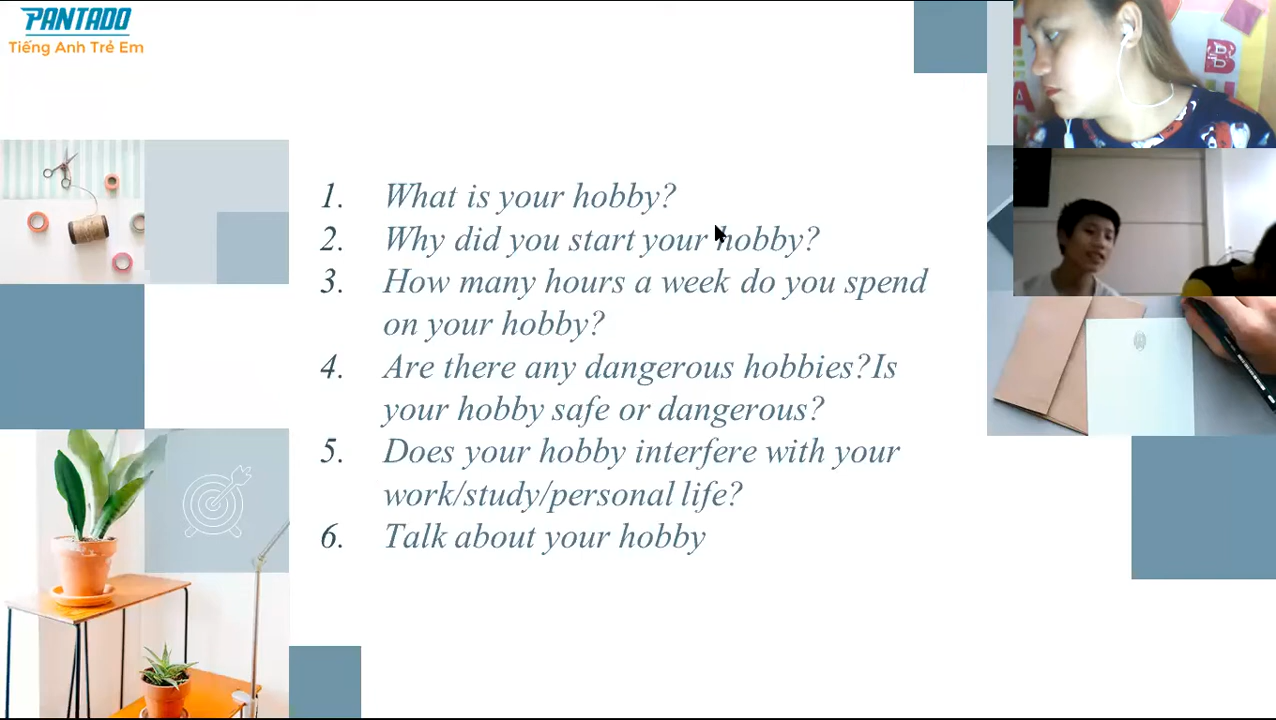 PANTADO
Tiếng Anh Trẻ Em
1. What is your hobby?
2. Why did you start your hobby?
3. How many hours a week do you spend
on your hobby?
4. Are there any dangerous hobbies?Is
your hobby safe or dangerous?
5. Does your hobby interfere with your
work/study/personal life?
6. Talk about your hobby